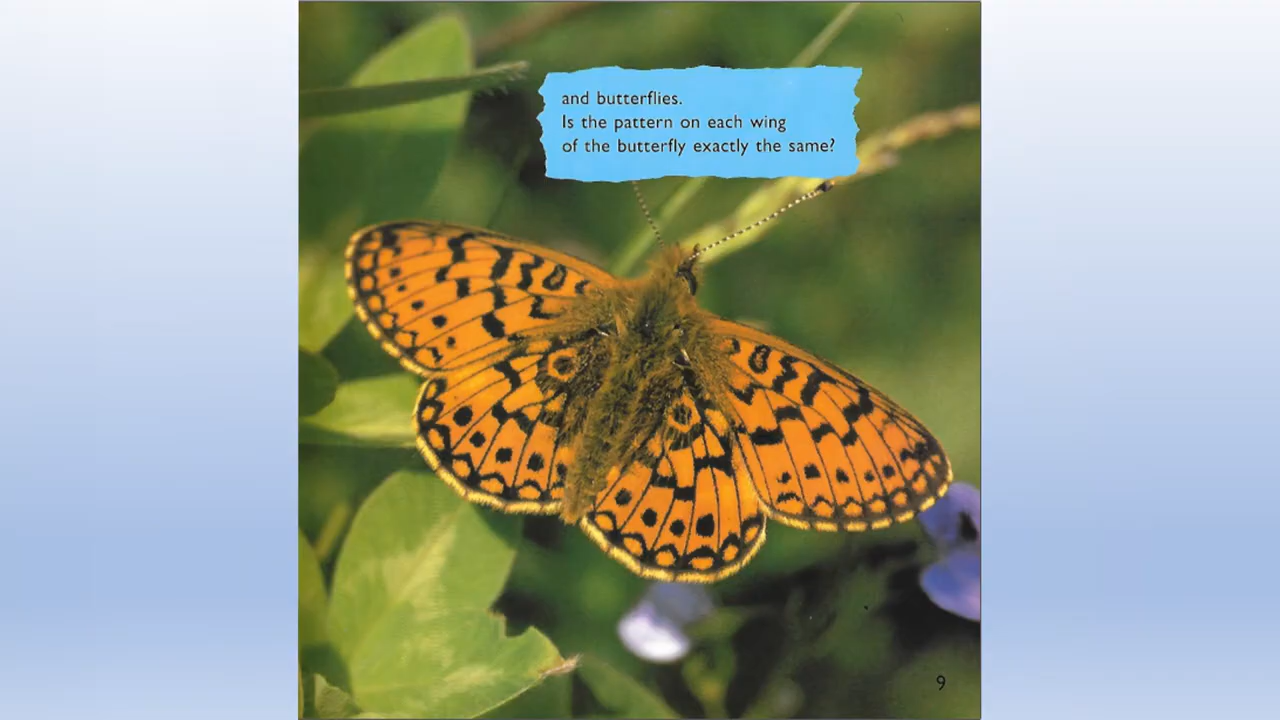 and butterflies.
Is the pattern on each wing
of the butterfly exactly the same?
9